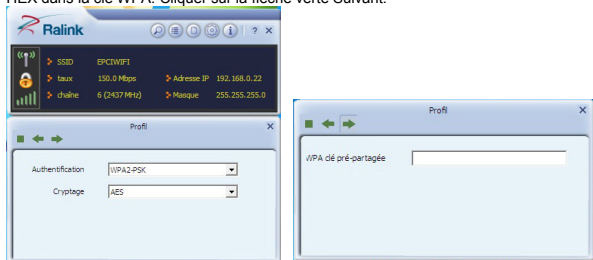 HEX dans la clé WPA. Cliquer sur la flèche verte Suivant.
Ralink
? ×
SSID EPCIWIFI
taux 150.0 Mbps Adresse IP 192.168.0.22
chaîne 6 (2437 MHz) Masque 255.255.255.0
Profil ×
Authentification WPA2-PSK
Cryptage AES
Profil ×
WPA clé pré-partagée